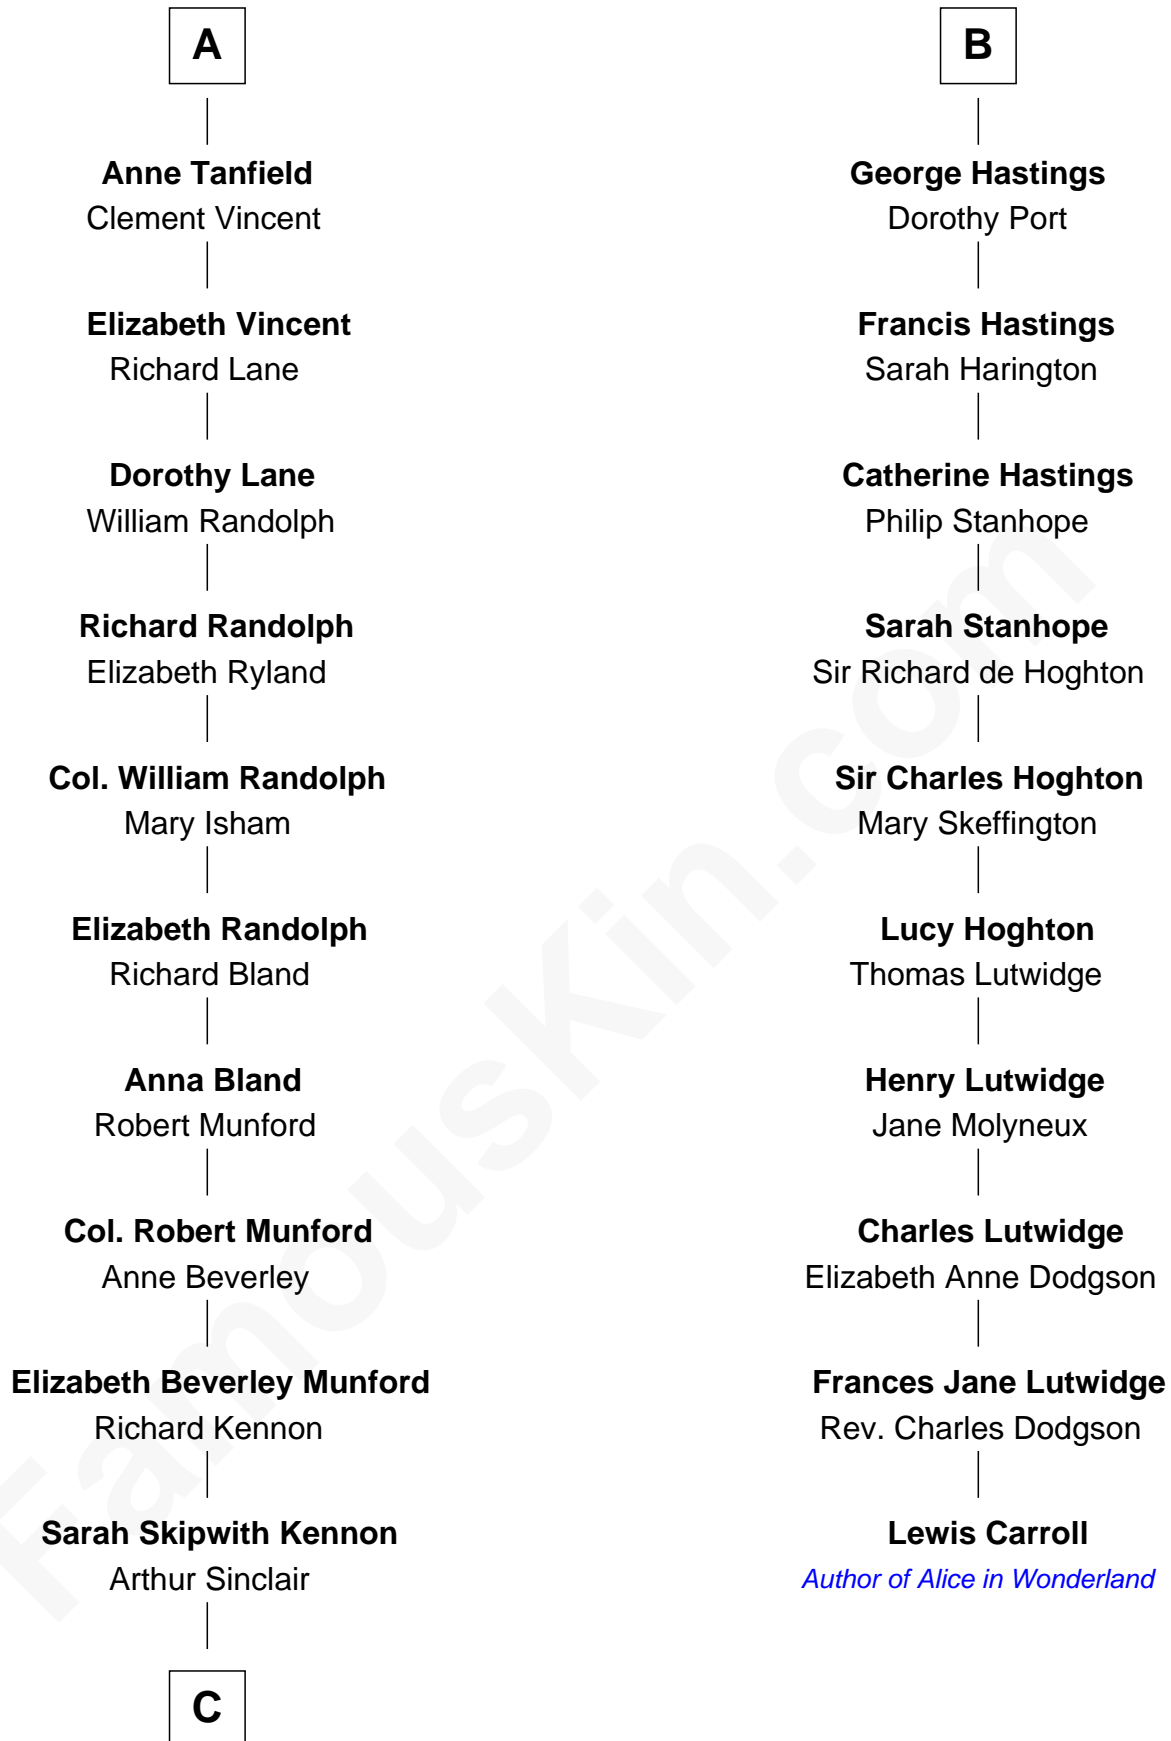 A
Anne Tanfield
Clement Vincent
Elizabeth Vincent
Richard Lane
Dorothy Lane
William Randolph
Richard Randolph
Elizabeth Ryland
Col. William Randolph
Mary Isham
Elizabeth Randolph
Richard Bland
Anna Bland
Robert Munford
Col. Robert Munford
Anne Beverley
Elizabeth Beverley Munford
Richard Kennon
Sarah Skipwith Kennon
Arthur Sinclair
C
B
George Hastings
Dorothy Port
Francis Hastings
Sarah Harington
Catherine Hastings
Philip Stanhope
Sarah Stanhope
Sir Richard de Hoghton
Sir Charles Hoghton
Mary Skeffington
Lucy Hoghton
Thomas Lutwidge
Henry Lutwidge
Jane Molyneux
Charles Lutwidge
Elizabeth Anne Dodgson
Frances Jane Lutwidge
Rev. Charles Dodgson
Lewis Carroll
Author of Alice in Wonderland
FamousKin.com